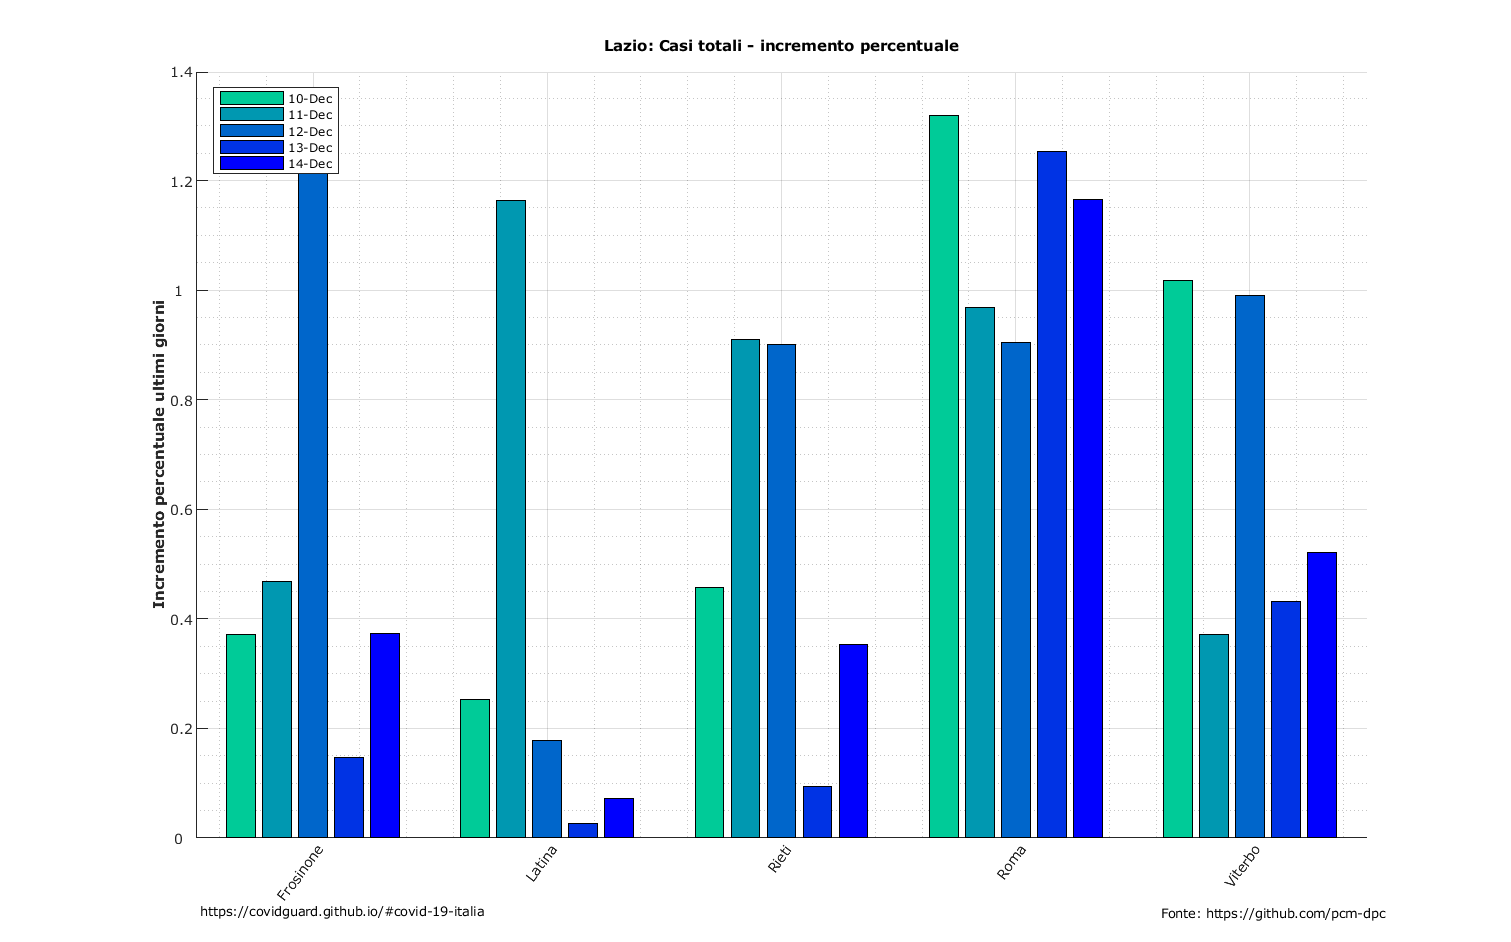 Lazio: Casi totali - incremento percentuale
1.4
1.2
1
0.8
0.6
0.4
0.2
0
Incremento percentuale ultimi giorni
10-Dec
11-Dec
12-Dec
13-Dec
14-Dec
Frosinone
Latina
Rieti
Roma
Viterbo
https://covidguard.github.io/#covid-19-italia
Fonte: https://github.com/pcm-dpc